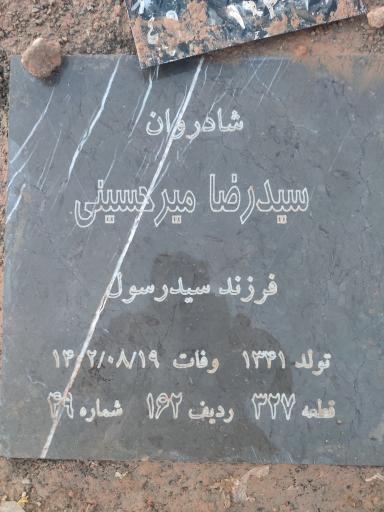 شادروان
سیدرضا میرحسینی
فرزند سیدرسول
تولد ۱۳۴۱ وفات ۱۴۰۲/۰۸/۱۹
قطعه ۳۲۷ ردیف ۱۶۲ شماره ۴۹